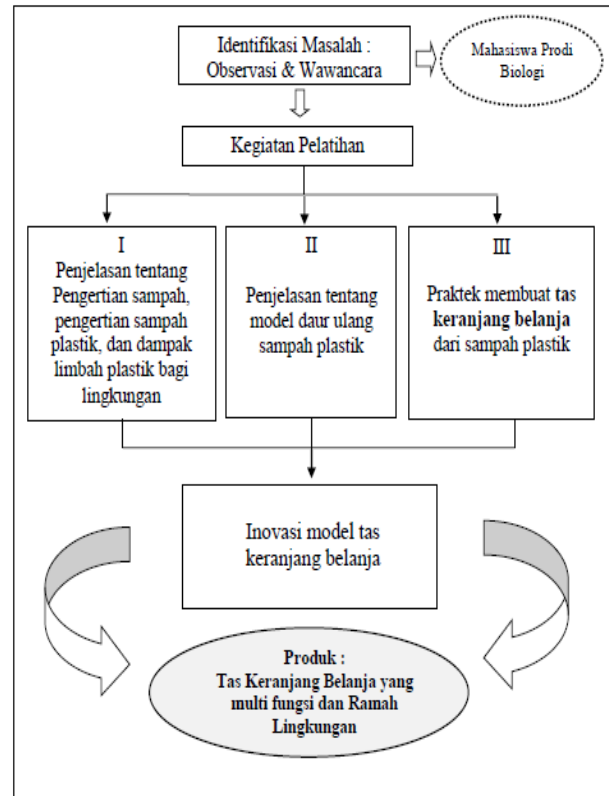 Identifikasi Masalah :
Observasi & Wawancara
Mahasiswa Prodi
Biologi
Kegiatan Pelatihan
I
Penjelasan tentang
Pengertian sampah,
pengertian sampah
plastik, dan dampak
limbah plastik bagi
lingkungan
II
Penjelasan tentang
model daur ulang
sampah plastik
III
Praktek membuat tas
keranjang belanja
dari sampah plastik
Inovasi model tas
keranjang belanja
Produk :
Tas Keranjang Belanja yang
multi fungsi dan Ramah
Lingkungan